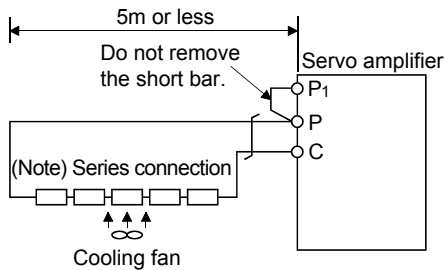 5m or less
Do not remove
the short bar.
Servo amplifier
P1
P
C
(Note) Series connection
Cooling fan